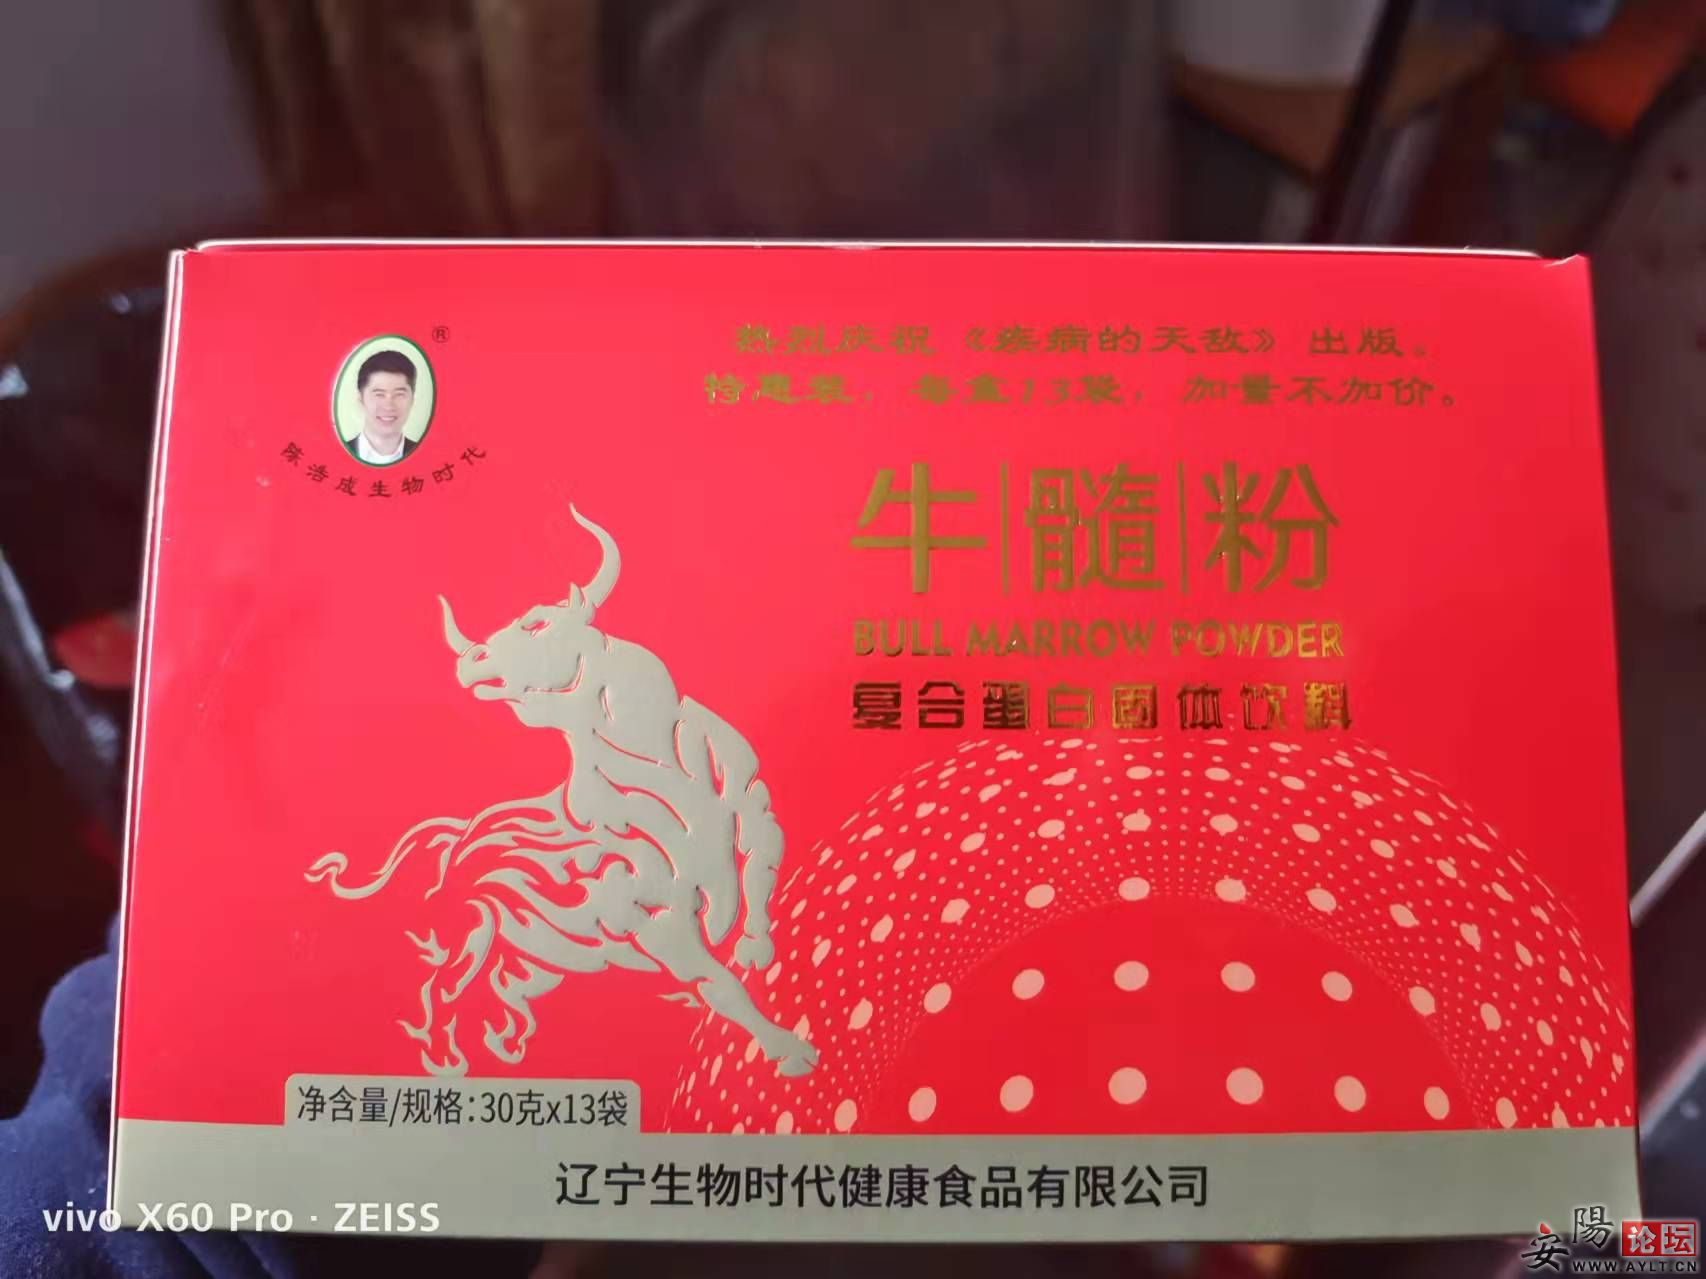 ®
陈浩成生物时代
热烈庆祝《疾病的天敌》出版。
特惠装，每盒13袋，加量不加价。
牛|髓|粉
BULL MARROW POWDER
复合蛋白固体饮料
净含量/规格:30克x13袋
辽宁生物时代健康食品有限公司
vivo X60 Pro · ZEISS
安陽论坛
WWW.AYLT.CN